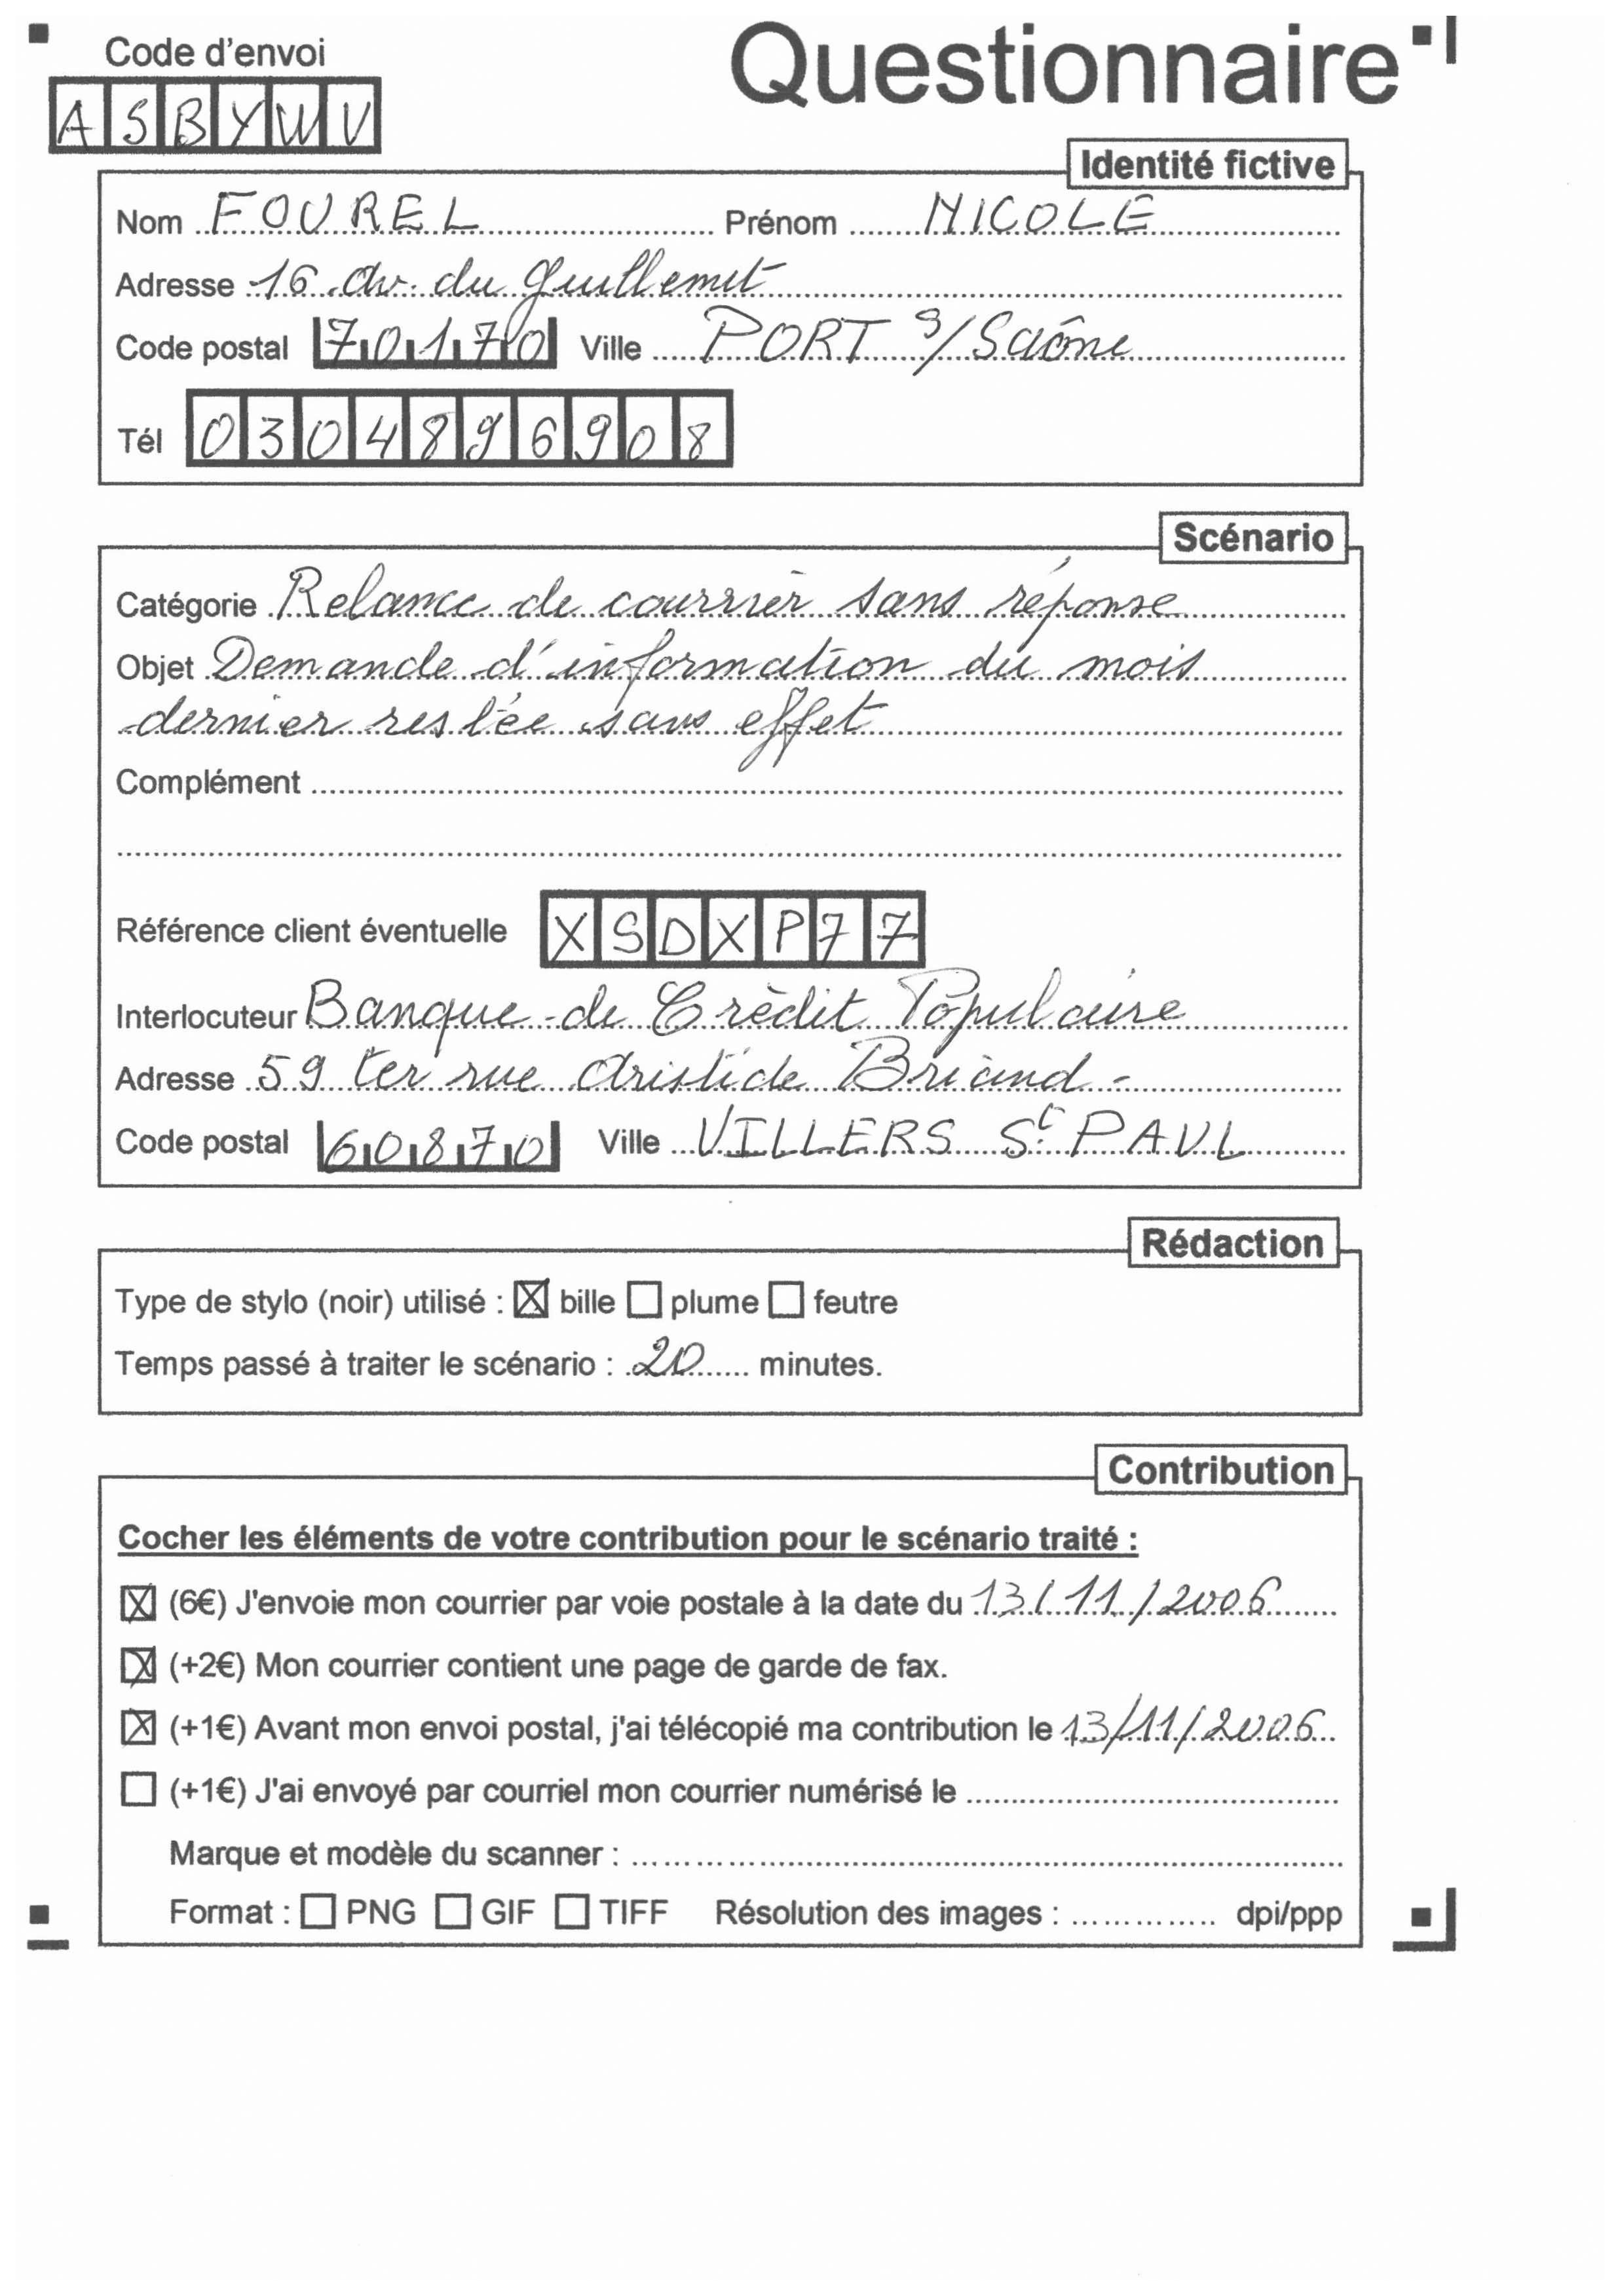 Code d'envoi
Questionnaire
ASBYWV
Identité fictive
Nom FOUREL Prénom NICOLE
Adresse 16 av. du Guillemit
Code postal 70170 Ville PORT s/Saône
Tél 0304896908
Scénario
Catégorie Relance de courrier sans réponse
Objet Demande d'information du mois
dernier restée sans effet
Complément
Référence client éventuelle XSDXP77
Interlocuteur Banque de Crédit Populaire
Adresse 59 ter rue Aristide Briand -
Code postal 60870 Ville VILLERS St PAUL
Rédaction
Type de stylo (noir) utilisé : ☒ bille ☐ plume ☐ feutre
Temps passé à traiter le scénario : 20 minutes.
Contribution
Cocher les éléments de votre contribution pour le scénario traité :
☒ (6€) J'envoie mon courrier par voie postale à la date du 13/11/2006
☒ (+2€) Mon courrier contient une page de garde de fax.
☒ (+1€) Avant mon envoi postal, j'ai télécopié ma contribution le 13/11/2006
☐ (+1€) J'ai envoyé par courriel mon courrier numérisé le
Marque et modèle du scanner :
Format : ☐ PNG ☐ GIF ☐ TIFF Résolution des images : dpi/ppp